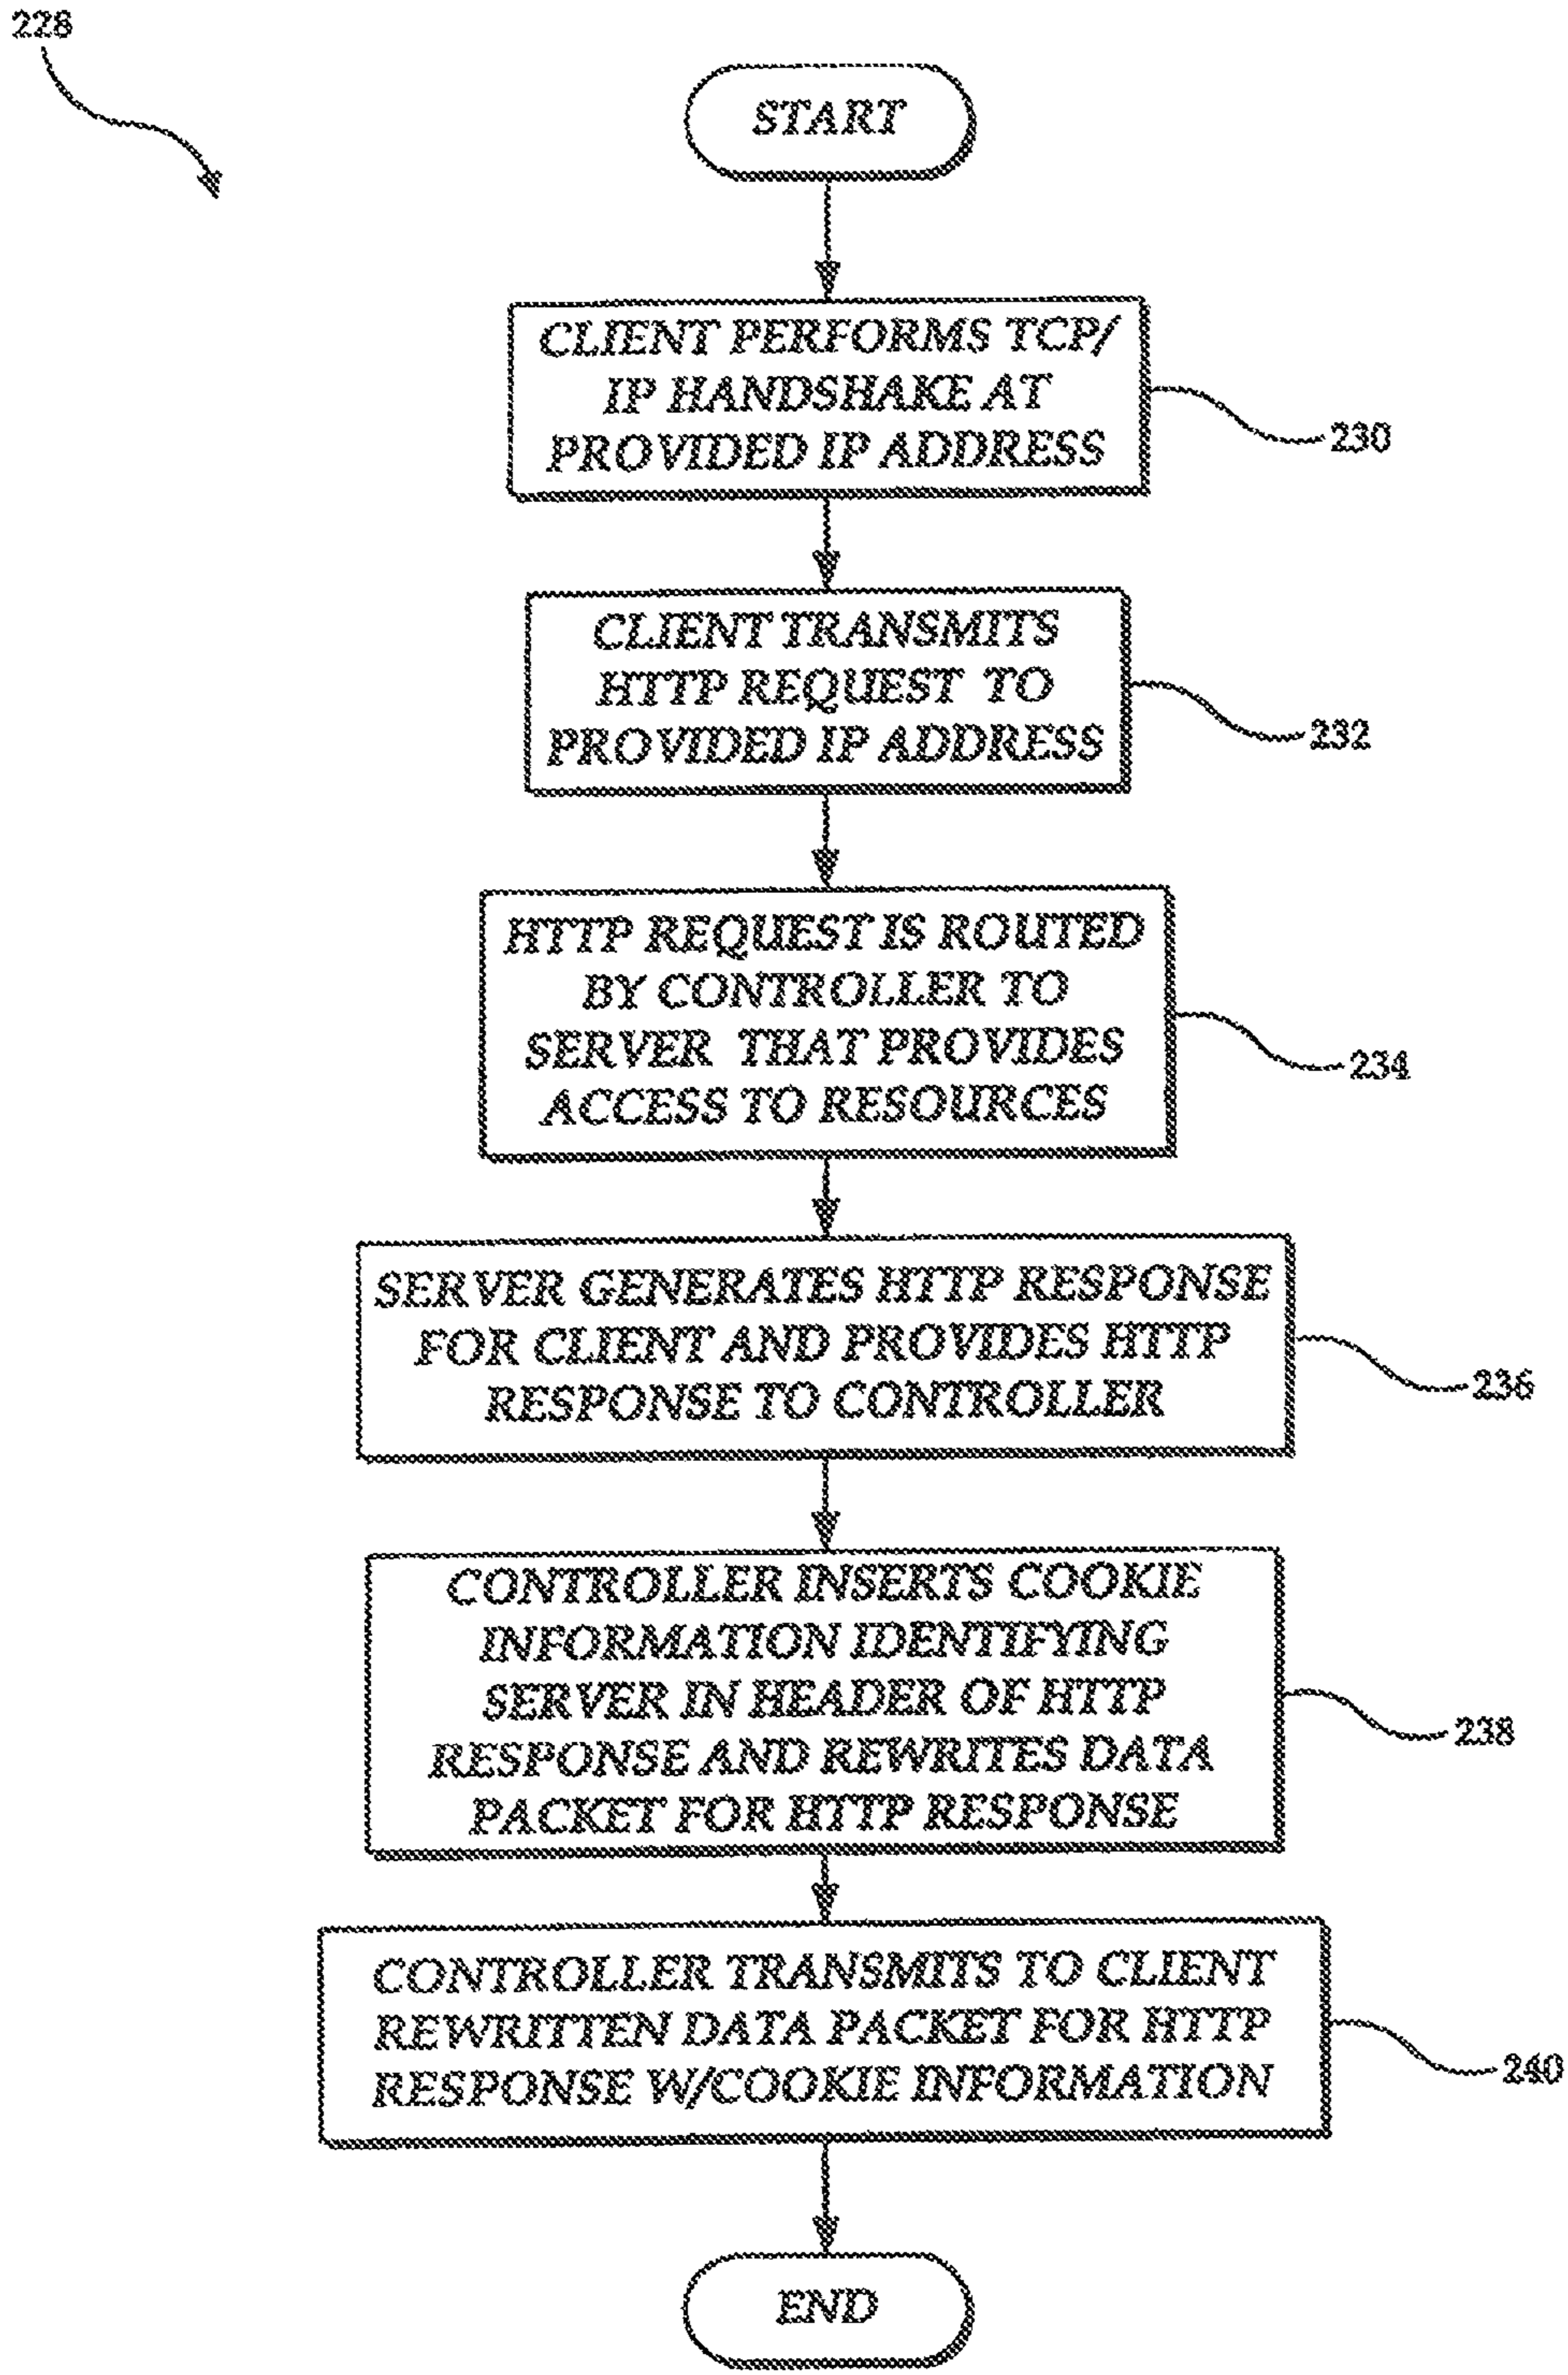 228
START
CLIENT PERFORMS TCP/
IP HANDSHAKE AT
PROVIDED IP ADDRESS
230
CLIENT TRANSMITS
HTTP REQUEST TO
PROVIDED IP ADDRESS
232
HTTP REQUEST IS ROUTED
BY CONTROLLER TO
SERVER THAT PROVIDES
ACCESS TO RESOURCES
234
SERVER GENERATES HTTP RESPONSE
FOR CLIENT AND PROVIDES HTTP
RESPONSE TO CONTROLLER
236
CONTROLLER INSERTS COOKIE
INFORMATION IDENTIFYING
SERVER IN HEADER OF HTTP
RESPONSE AND REWRITES DATA
PACKET FOR HTTP RESPONSE
238
CONTROLLER TRANSMITS TO CLIENT
REWRITTEN DATA PACKET FOR HTTP
RESPONSE W/COOKIE INFORMATION
240
END